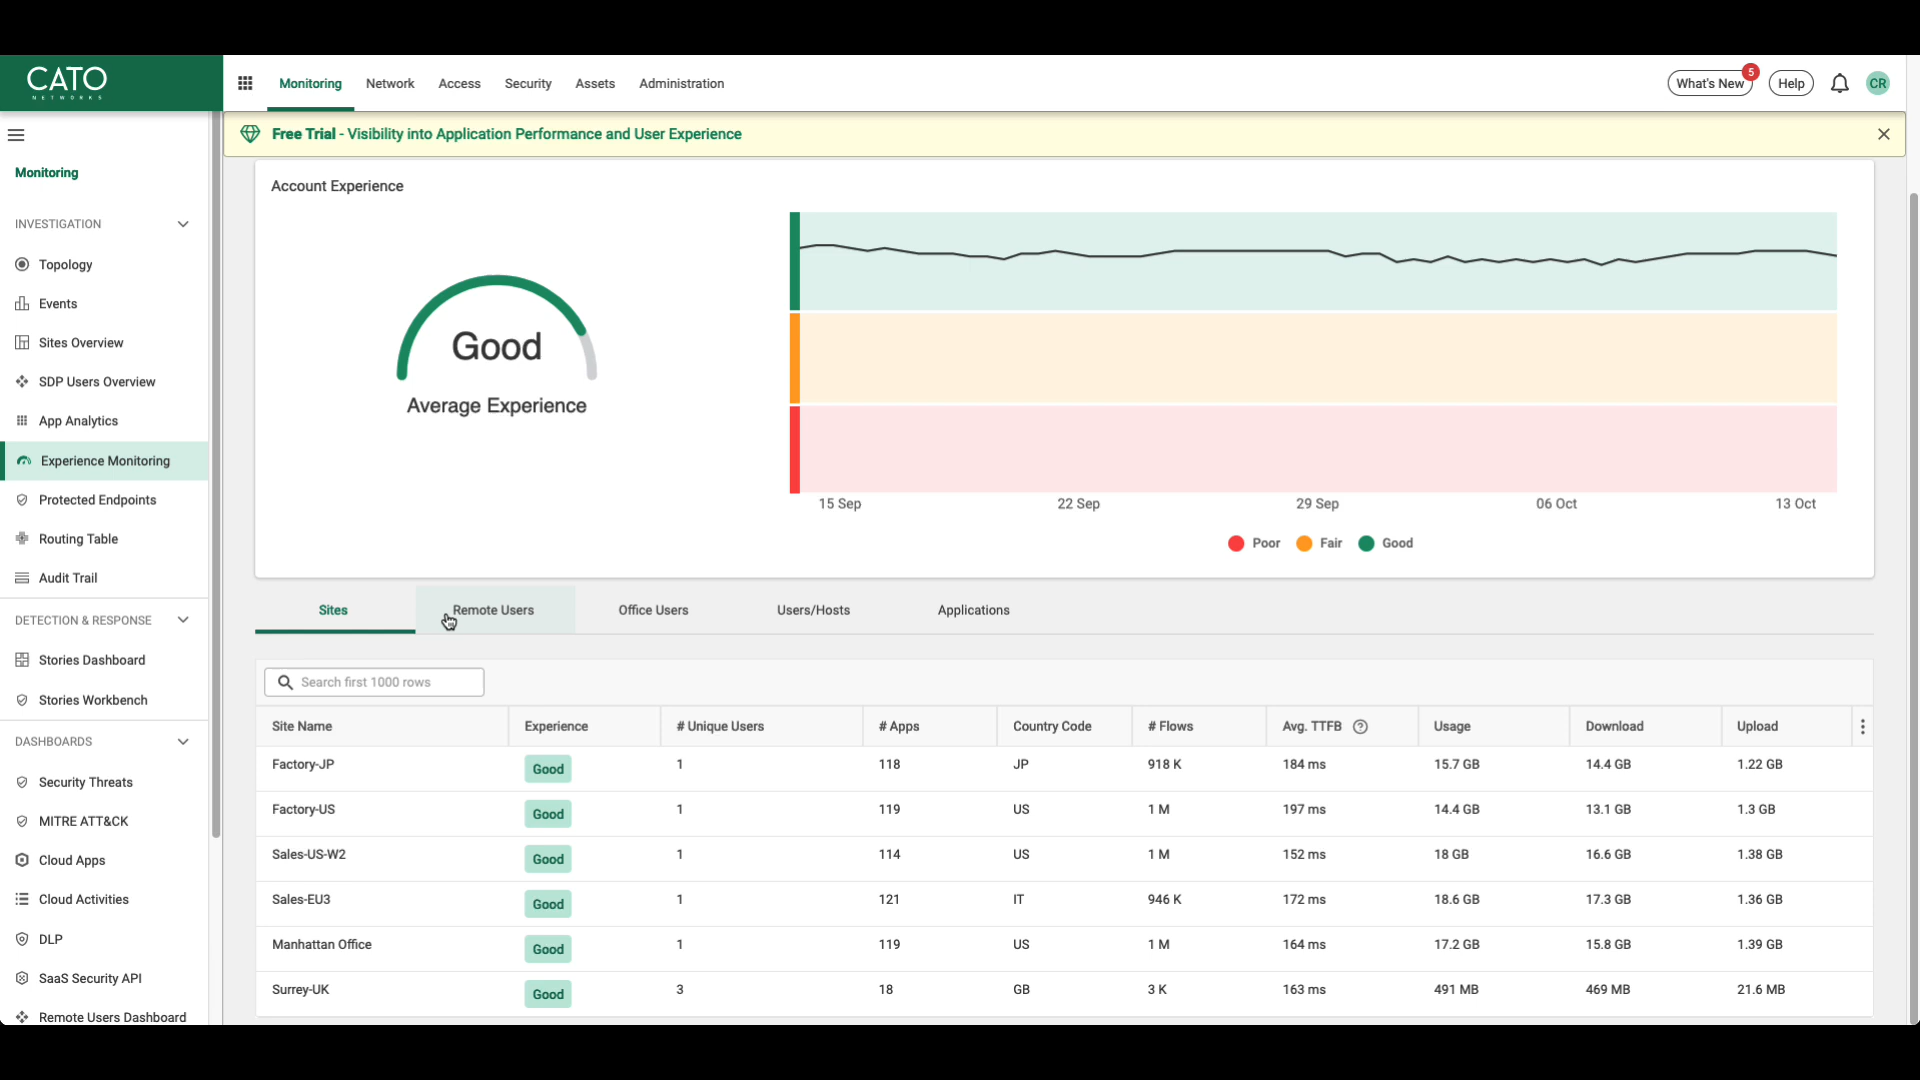 CATO
NETWORKS
Monitoring Network Access Security Assets Administration
What's New 5 Help CR
Free Trial - Visibility into Application Performance and User Experience
Monitoring
INVESTIGATION
Topology
Events
Sites Overview
SDP Users Overview
App Analytics
Experience Monitoring
Protected Endpoints
Routing Table
Audit Trail
DETECTION & RESPONSE
Stories Dashboard
Stories Workbench
DASHBOARDS
Security Threats
MITRE ATT&CK
Cloud Apps
Cloud Activities
DLP
SaaS Security API
Remote Users Dashboard
Account Experience
Good
Average Experience
15 Sep 22 Sep 29 Sep 06 Oct 13 Oct
Poor Fair Good
Sites Remote Users Office Users Users/Hosts Applications
Search first 1000 rows
Site Name Experience # Unique Users # Apps Country Code # Flows Avg. TTFB ? Usage Download Upload
Factory-JP Good 1 118 JP 918 K 184 ms 15.7 GB 14.4 GB 1.22 GB
Factory-US Good 1 119 US 1 M 197 ms 14.4 GB 13.1 GB 1.3 GB
Sales-US-W2 Good 1 114 US 1 M 152 ms 18 GB 16.6 GB 1.38 GB
Sales-EU3 Good 1 121 IT 946 K 172 ms 18.6 GB 17.3 GB 1.36 GB
Manhattan Office Good 1 119 US 1 M 164 ms 17.2 GB 15.8 GB 1.39 GB
Surrey-UK Good 3 18 GB 3 K 163 ms 491 MB 469 MB 21.6 MB